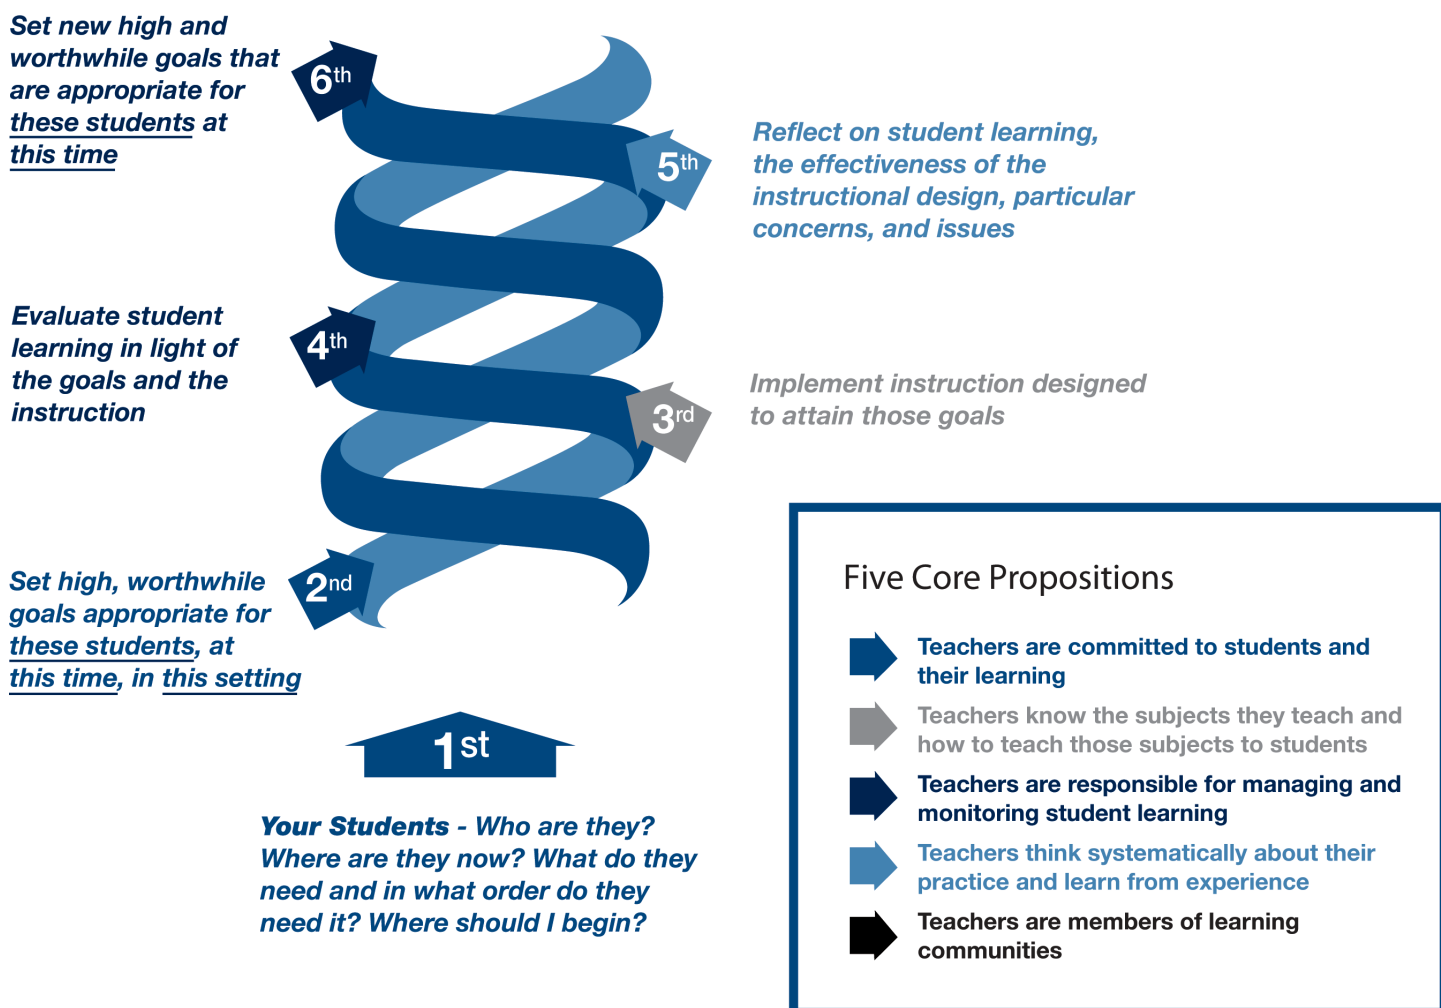 Set new high and
worthwhile goals that
are appropriate for
these students at
this time
6th
5th
Reflect on student learning,
the effectiveness of the
instructional design, particular
concerns, and issues
Evaluate student
learning in light of
the goals and the
instruction
4th
3rd
Implement instruction designed
to attain those goals
Set high, worthwhile
goals appropriate for
these students, at
this time, in this setting
2nd
1st
Your Students - Who are they?
Where are they now? What do they
need and in what order do they
need it? Where should I begin?
Five Core Propositions
Teachers are committed to students and
their learning
Teachers know the subjects they teach and
how to teach those subjects to students
Teachers are responsible for managing and
monitoring student learning
Teachers think systematically about their
practice and learn from experience
Teachers are members of learning
communities